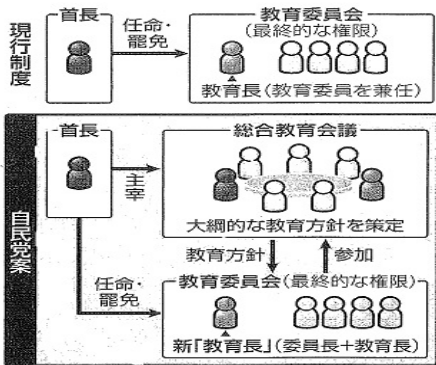 現行制度
首長
任命・
罷免
教育委員会
(最終的な権限)
教育長(教育委員を兼任)
自民党案
首長
主宰
総合教育会議
大綱的な教育方針を策定
教育方針
参加
任命・
罷免
教育委員会(最終的な権限)
新「教育長」(委員長+教育長)